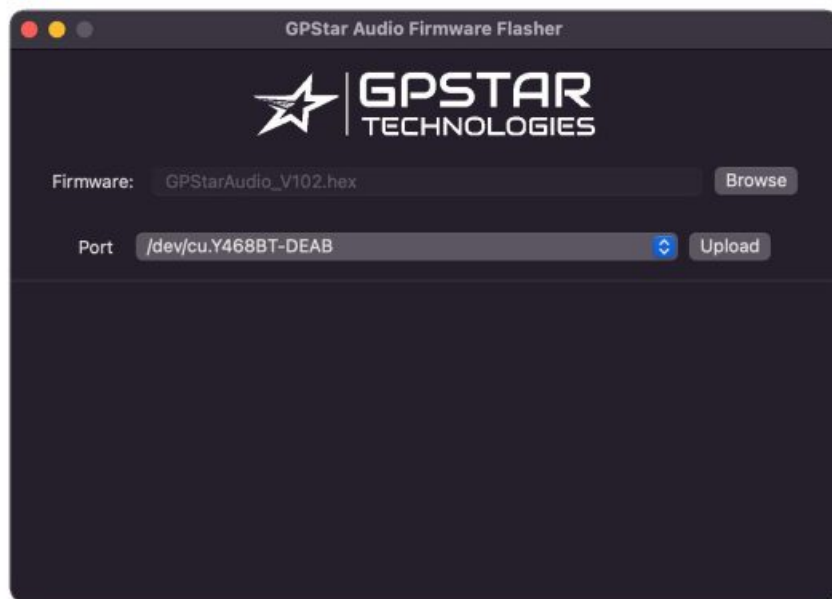 GPStar Audio Firmware Flasher
GPSTAR
TECHNOLOGIES
Firmware: GPStarAudio_V102.hex Browse
Port /dev/cu.Y468BT-DEAB Upload